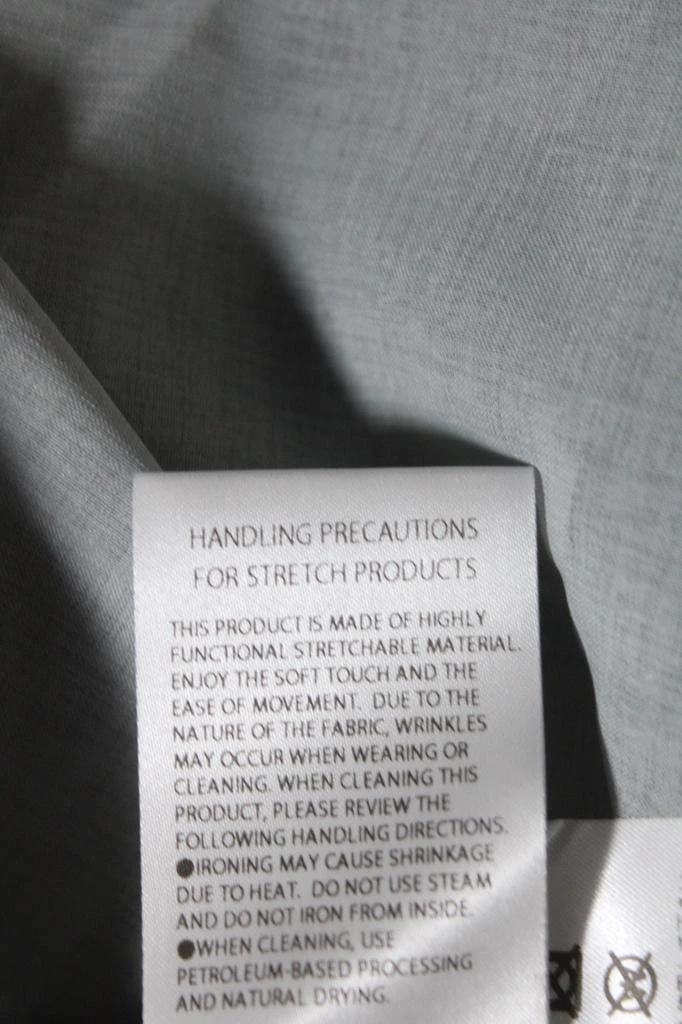 HANDLING PRECAUTIONS
FOR STRETCH PRODUCTS
THIS PRODUCT IS MADE OF HIGHLY
FUNCTIONAL STRETCHABLE MATERIAL.
ENJOY THE SOFT TOUCH AND THE
EASE OF MOVEMENT. DUE TO THE
NATURE OF THE FABRIC, WRINKLES
MAY OCCUR WHEN WEARING OR
CLEANING. WHEN CLEANING THIS
PRODUCT, PLEASE REVIEW THE
FOLLOWING HANDLING DIRECTIONS.
●IRONING MAY CAUSE SHRINKAGE
DUE TO HEAT. DO NOT USE STEAM
AND DO NOT IRON FROM INSIDE.
●WHEN CLEANING, USE
PETROLEUM-BASED PROCESSING
AND NATURAL DRYING.